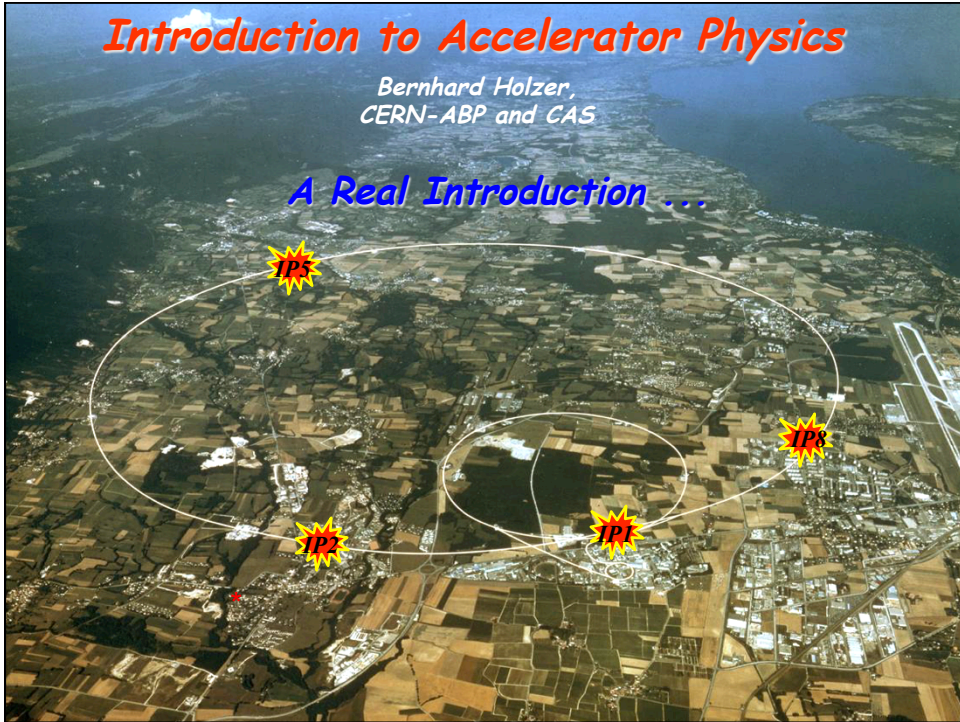 Introduction to Accelerator Physics
Bernhard Holzer,
CERN-ABP and CAS
A Real Introduction ...
IP5
IP8
IP2
IP1